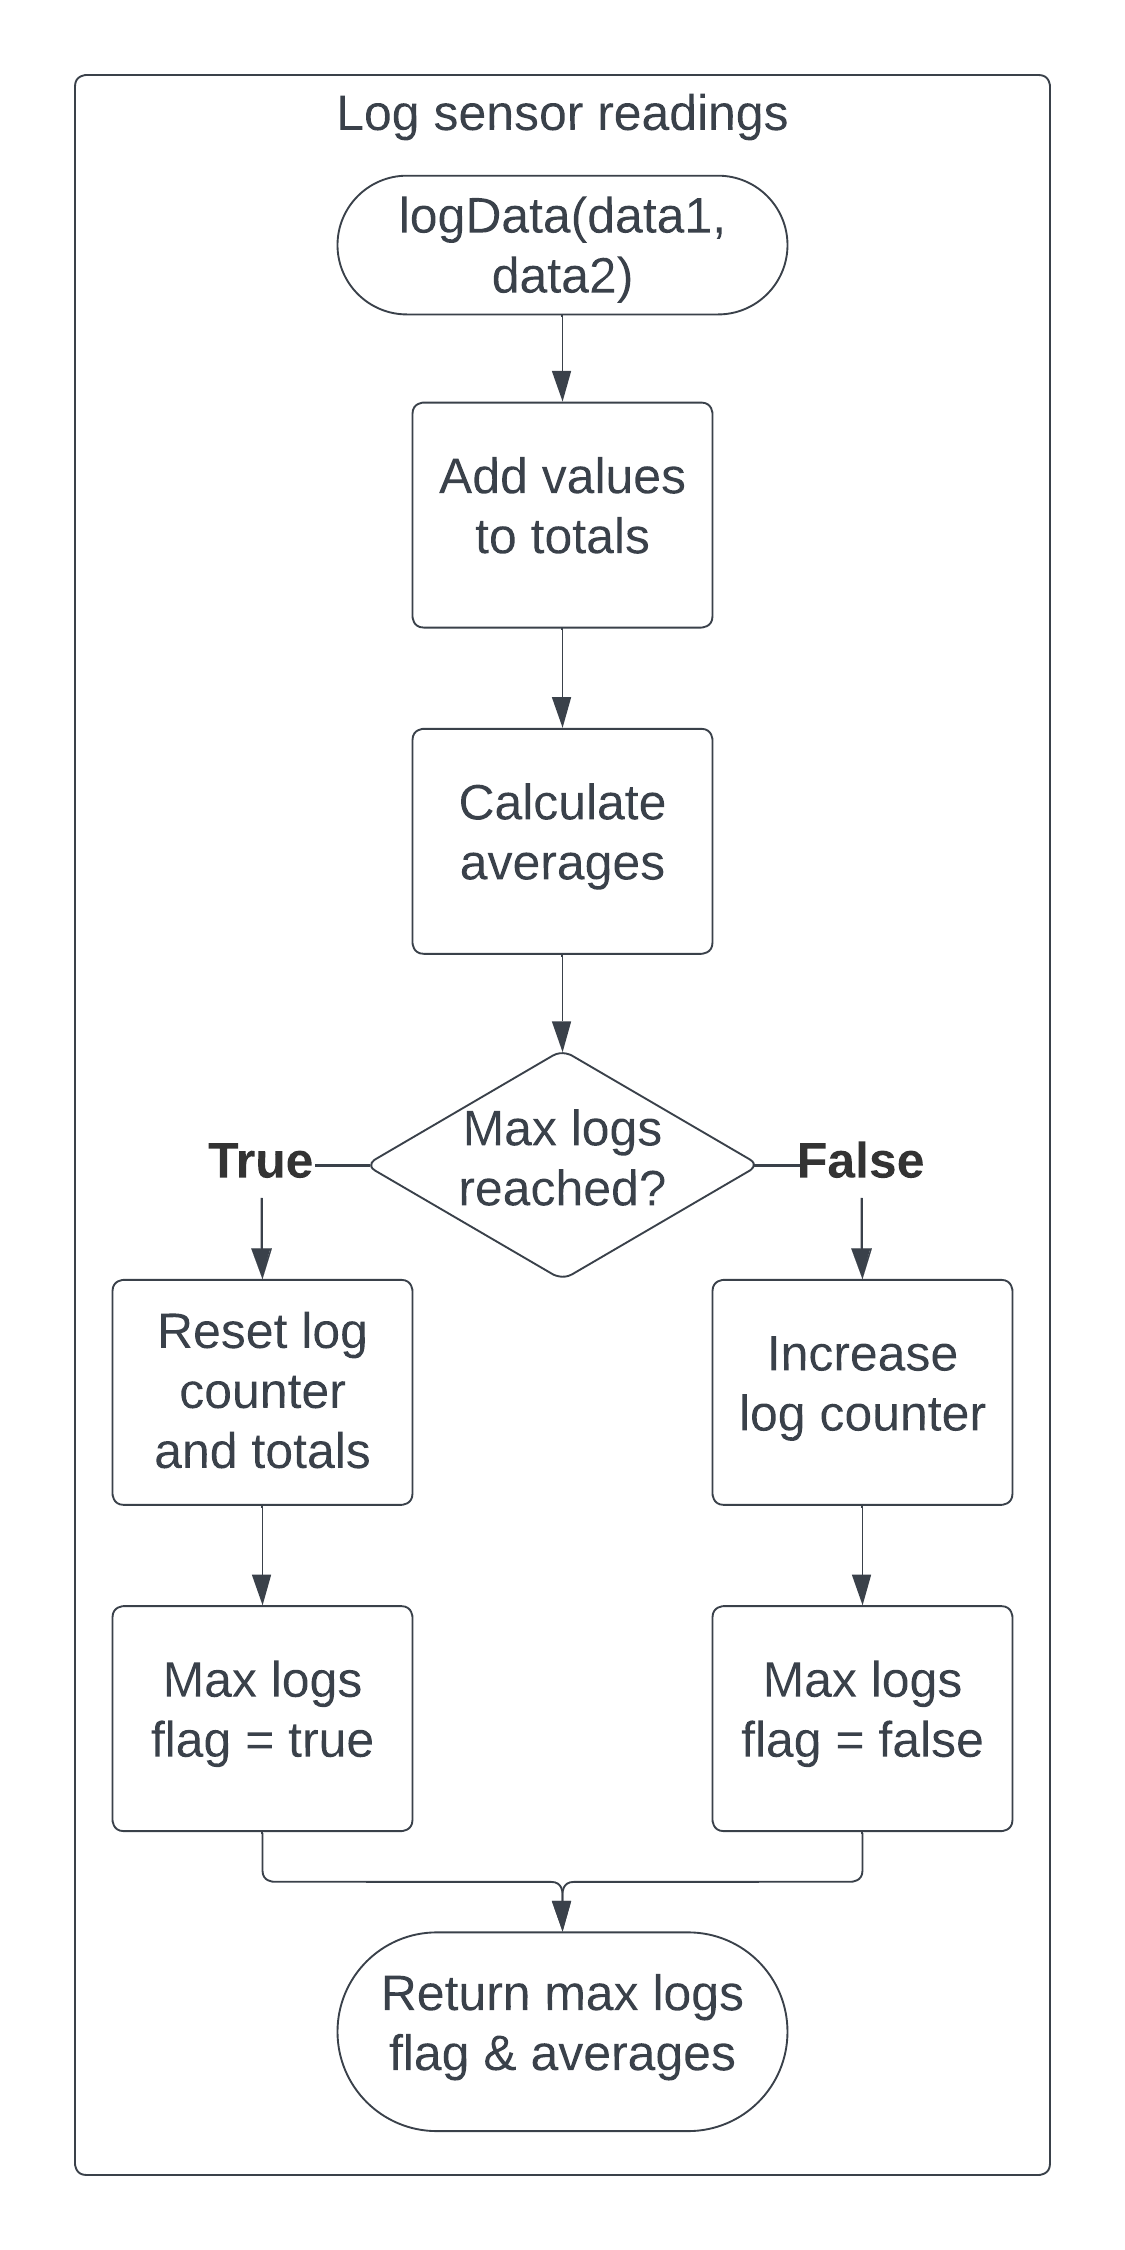 Log sensor readings
logData(data1,
data2)
Add values
to totals
Calculate
averages
Max logs
reached?
True
False
Reset log
counter
and totals
Increase
log counter
Max logs
flag = true
Max logs
flag = false
Return max logs
flag & averages